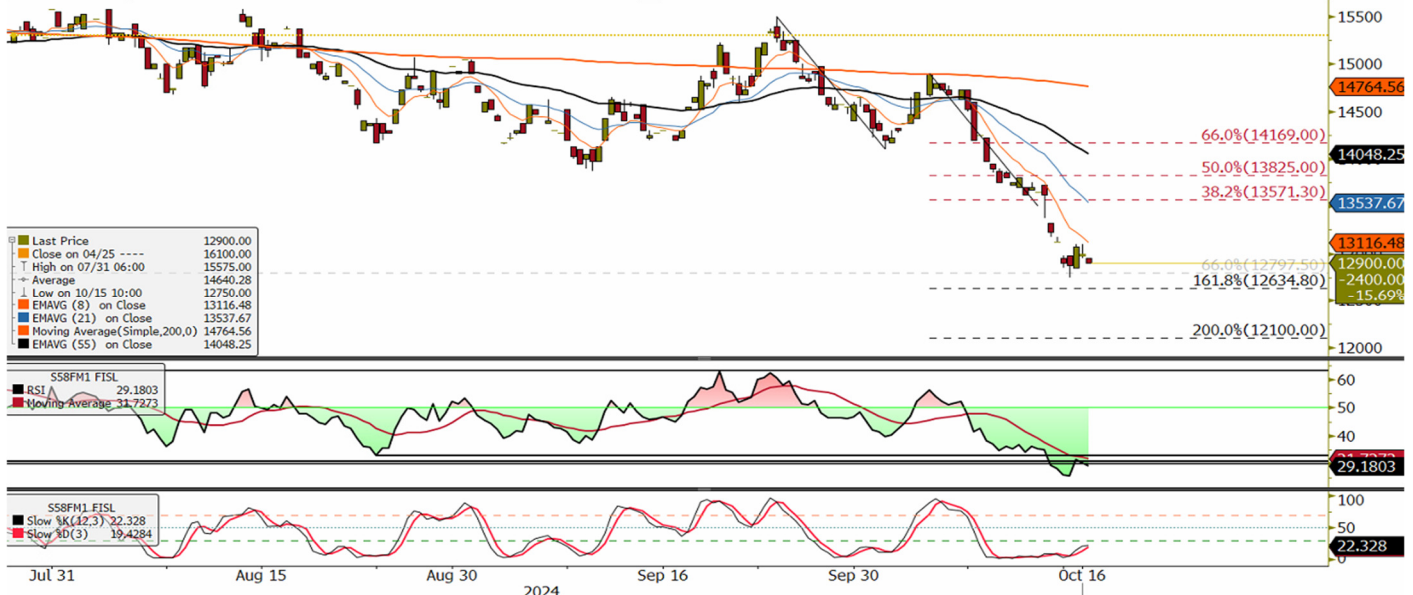 15500
15000
14764.56
14500
66.0%(14169.00)
14048.25
50.0%(13825.00)
38.2%(13571.30)
13537.67
13116.48
66.0%(12797.50)
12900.00
-2400.00
-15.69%
161.8%(12634.80)
200.0%(12100.00)
12000
Last Price 12900.00
Close on 04/25 ---- 16100.00
High on 07/31 06:00 15575.00
Average 14640.28
Low on 10/15 10:00 12750.00
EMAVG (8) on Close 13116.48
EMAVG (21) on Close 13537.67
Moving Average(Simple,200,0) 14764.56
EMAVG (55) on Close 14048.25
S58FM1 FISL
RSI 29.1803
Moving Average 31.7273
60
50
40
29.1803
S58FM1 FISL
Slow %K(12,3) 22.328
Slow %D(3) 19.4284
100
50
22.328
0
Jul 31 Aug 15 Aug 30 Sep 16 Sep 30 Oct 16
2024